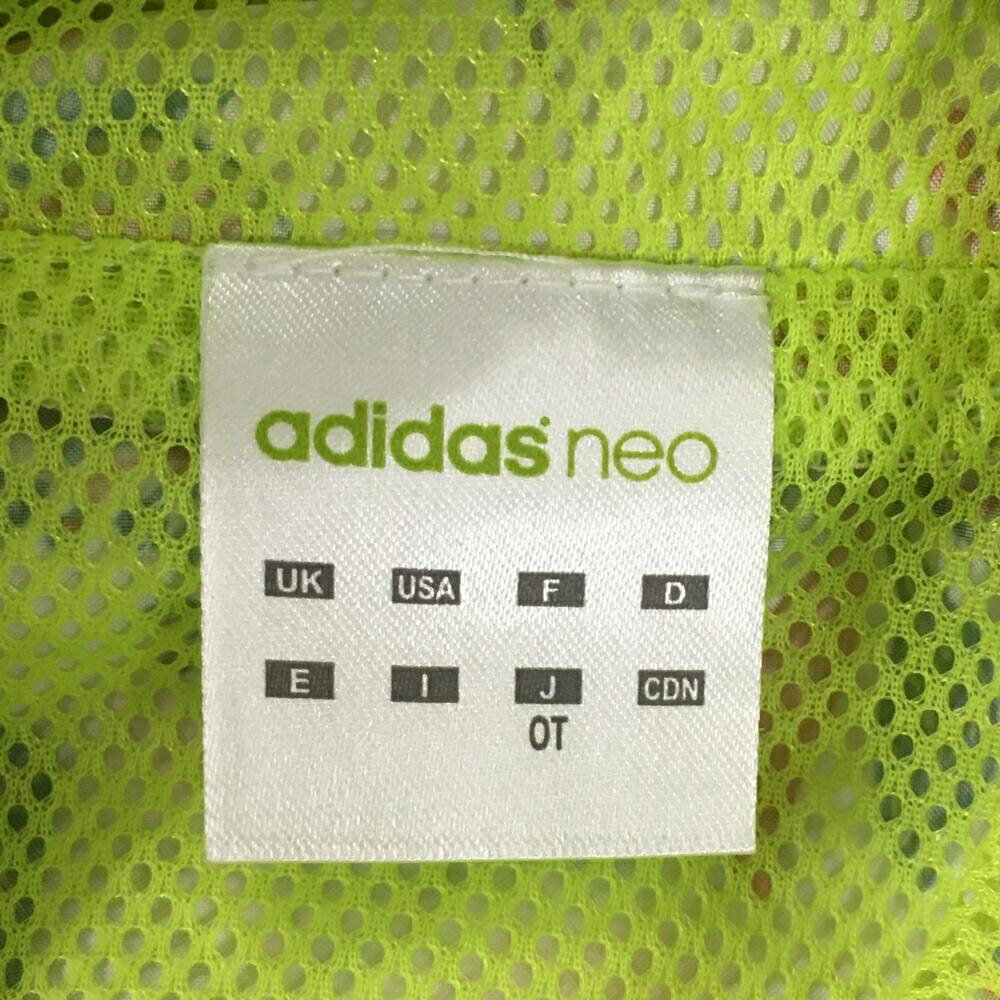 adidas neo
UK USA F D
E I J CDN
OT